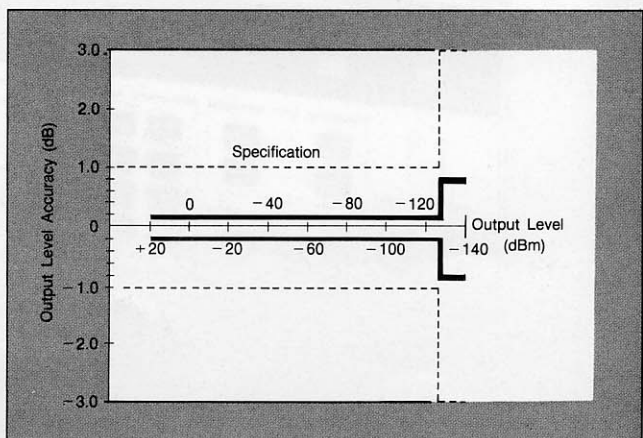 3.0
2.0
1.0
0
−1.0
−2.0
−3.0
Output Level Accuracy (dB)
Specification
0 −40 −80 −120
+20 −20 −60 −100 −140
Output Level
(dBm)